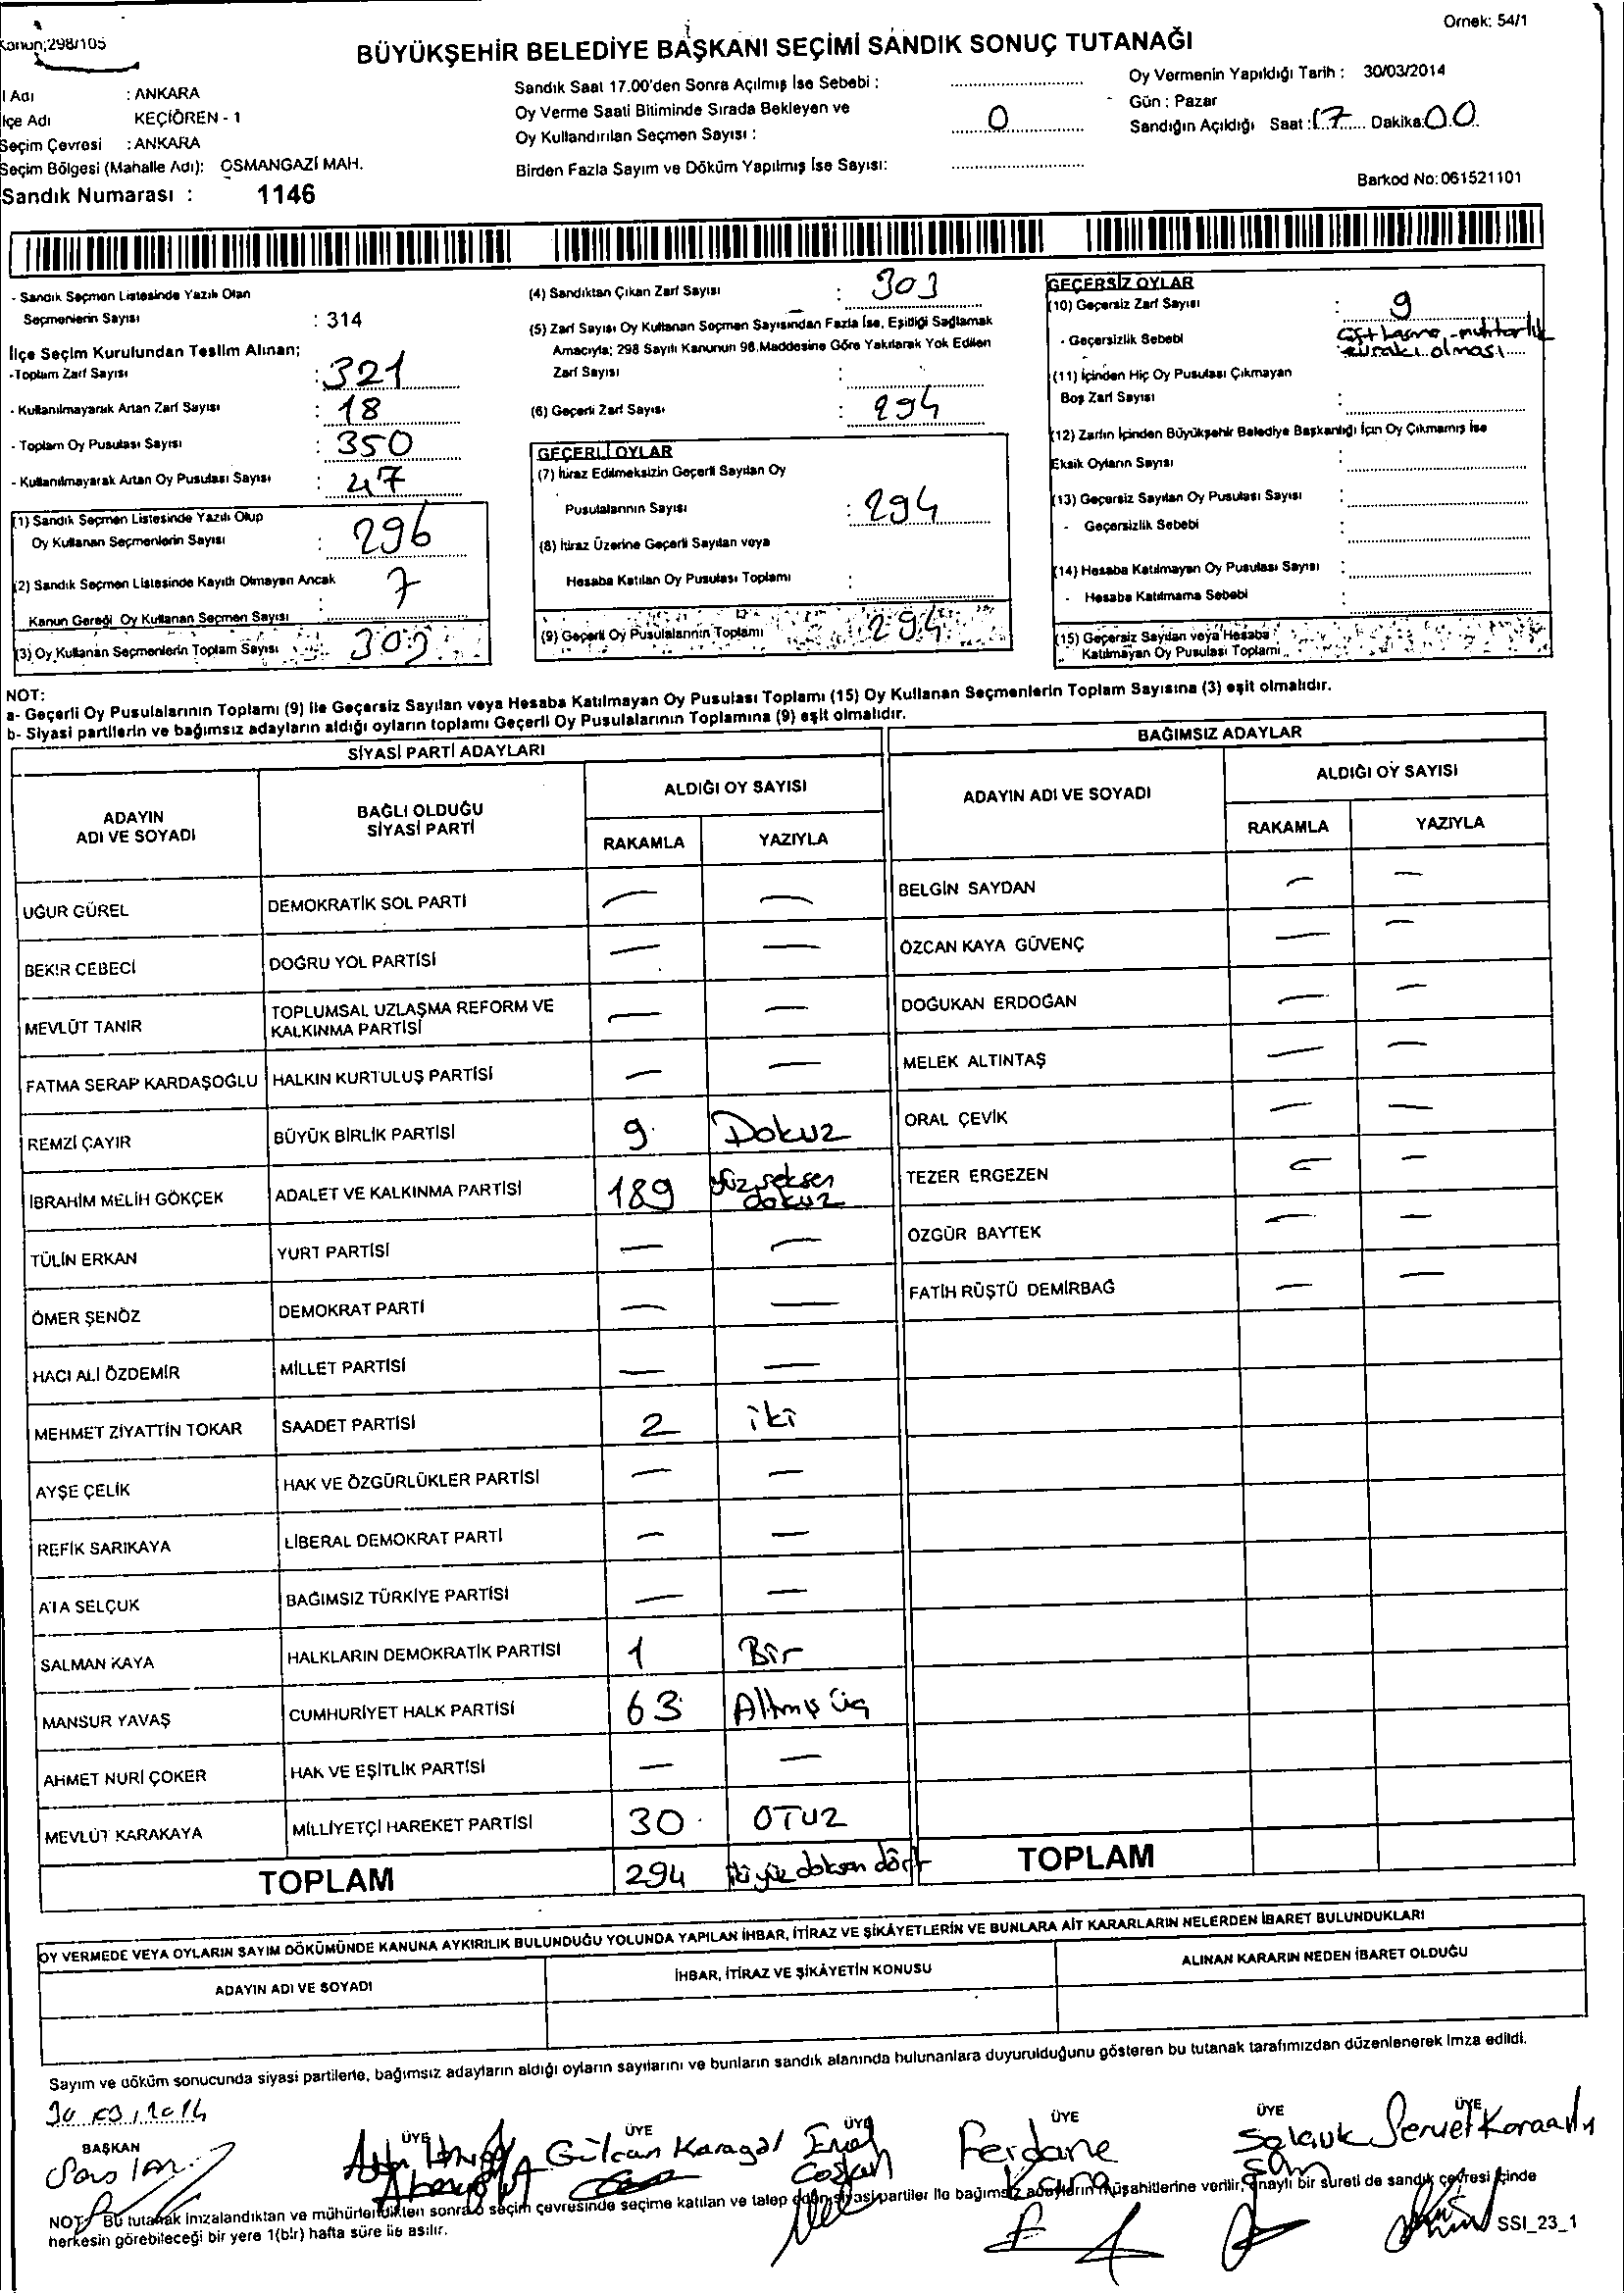 Kanun;298/105
Örnek: 54/1
BÜYÜKŞEHİR BELEDİYE BAŞKANI SEÇİMİ SANDIK SONUÇ TUTANAĞI
l Adı : ANKARA
lçe Adı KEÇİÖREN - 1
Seçim Çevresi : ANKARA
Seçim Bölgesi (Mahalle Adı): OSMANGAZİ MAH.
Sandık Numarası : 1146
Sandık Saat 17.00'den Sonra Açılmış İse Sebebi :
Oy Verme Saati Bitiminde Sırada Bekleyen ve
Oy Kullandırılan Seçmen Sayısı : 0
Birden Fazla Sayım ve Döküm Yapılmış İse Sayısı:
Oy Vermenin Yapıldığı Tarih : 30/03/2014
Gün : Pazar
Sandığın Açıldığı Saat : 17 Dakika: 00
Barkod No: 061521101
- Sandık Seçmen Listesinde Yazılı Olan
Seçmenlerin Sayısı : 314
İlçe Seçim Kurulundan Teslim Alınan;
-Toplam Zarf Sayısı : 321
- Kullanılmayarak Artan Zarf Sayısı : 18
- Toplam Oy Pusulası Sayısı : 350
- Kullanılmayarak Artan Oy Pusulası Sayısı : 47
(1) Sandık Seçmen Listesinde Yazılı Olup
Oy Kullanan Seçmenlerin Sayısı : 296
(2) Sandık Seçmen Listesinde Kayıtlı Olmayan Ancak
Kanun Gereği Oy Kullanan Seçmen Sayısı : 7
(3) Oy Kullanan Seçmenlerin Toplam Sayısı 303
(4) Sandıktan Çıkan Zarf Sayısı : 303
(5) Zarf Sayısı Oy Kullanan Seçmen Sayısından Fazla İse, Eşitliği Sağlamak
Amacıyla; 298 Sayılı Kanunun 98.Maddesine Göre Yakılarak Yok Edilen
Zarf Sayısı :
(6) Geçerli Zarf Sayısı : 294
GEÇERLİ OYLAR
(7) İtiraz Edilmeksizin Geçerli Sayılan Oy
Pusulalarının Sayısı : 294
(8) İtiraz Üzerine Geçerli Sayılan veya
Hesaba Katılan Oy Pusulası Toplamı :
(9) Geçerli Oy Pusulalarının Toplamı 294
GEÇERSİZ OYLAR
(10) Geçersiz Zarf Sayısı : 9
- Geçersizlik Sebebi : Çift basma - muhtarlık
evrakı olması
(11) İçinden Hiç Oy Pusulası Çıkmayan
Boş Zarf Sayısı :
(12) Zarfın İçinden Büyükşehir Belediye Başkanlığı İçin Oy Çıkmamış İse
Eksik Oyların Sayısı :
(13) Geçersiz Sayılan Oy Pusulası Sayısı :
- Geçersizlik Sebebi :
(14) Hesaba Katılmayan Oy Pusulası Sayısı :
- Hesaba Katılmama Sebebi :
(15) Geçersiz Sayılan veya Hesaba
Katılmayan Oy Pusulası Toplamı
NOT:
a- Geçerli Oy Pusulalarının Toplamı (9) ile Geçersiz Sayılan veya Hesaba Katılmayan Oy Pusulası Toplamı (15) Oy Kullanan Seçmenlerin Toplam Sayısına (3) eşit olmalıdır.
b- Siyasi partilerin ve bağımsız adayların aldığı oyların toplamı Geçerli Oy Pusulalarının Toplamına (9) eşit olmalıdır.
SİYASİ PARTİ ADAYLARI
BAĞIMSIZ ADAYLAR
ADAYIN ADI VE SOYADI
BAĞLI OLDUĞU SİYASİ PARTİ
ALDIĞI OY SAYISI
RAKAMLA YAZIYLA
ADAYIN ADI VE SOYADI
ALDIĞI OY SAYISI
RAKAMLA YAZIYLA
UĞUR GÜREL DEMOKRATİK SOL PARTİ — — BELGİN SAYDAN — —
BEKİR CEBECİ DOĞRU YOL PARTİSİ — — ÖZCAN KAYA GÜVENÇ — —
MEVLÜT TANIR TOPLUMSAL UZLAŞMA REFORM VE KALKINMA PARTİSİ — — DOĞUKAN ERDOĞAN — —
FATMA SERAP KARDAŞOĞLU HALKIN KURTULUŞ PARTİSİ — — MELEK ALTINTAŞ — —
REMZİ ÇAYIR BÜYÜK BİRLİK PARTİSİ 9 Dokuz ORAL ÇEVİK — —
İBRAHİM MELİH GÖKÇEK ADALET VE KALKINMA PARTİSİ 189 yüzseksen dokuz TEZER ERGEZEN — —
TÜLİN ERKAN YURT PARTİSİ — — ÖZGÜR BAYTEK — —
ÖMER ŞENÖZ DEMOKRAT PARTİ — — FATİH RÜŞTÜ DEMİRBAĞ — —
HACI ALİ ÖZDEMİR MİLLET PARTİSİ — —
MEHMET ZİYATTİN TOKAR SAADET PARTİSİ 2 iki
AYŞE ÇELİK HAK VE ÖZGÜRLÜKLER PARTİSİ — —
REFİK SARIKAYA LİBERAL DEMOKRAT PARTİ — —
ATA SELÇUK BAĞIMSIZ TÜRKİYE PARTİSİ — —
SALMAN KAYA HALKLARIN DEMOKRATİK PARTİSİ 1 Bir
MANSUR YAVAŞ CUMHURİYET HALK PARTİSİ 63 Altmış üç
AHMET NURİ ÇOKER HAK VE EŞİTLİK PARTİSİ — —
MEVLÜT KARAKAYA MİLLİYETÇİ HAREKET PARTİSİ 30 OTUZ
TOPLAM 294 ikiyüz doksan dört TOPLAM
OY VERMEDE VEYA OYLARIN SAYIM DÖKÜMÜNDE KANUNA AYKIRILIK BULUNDUĞU YOLUNDA YAPILAN İHBAR, İTİRAZ VE ŞİKÂYETLERİN VE BUNLARA AİT KARARLARIN NELERDEN İBARET BULUNDUKLARI
ADAYIN ADI VE SOYADI İHBAR, İTİRAZ VE ŞİKÂYETİN KONUSU ALINAN KARARIN NEDEN İBARET OLDUĞU
Sayım ve döküm sonucunda siyasi partilerle, bağımsız adayların aldığı oyların sayılarını ve bunların sandık alanında bulunanlara duyurulduğunu gösteren bu tutanak tarafımızdan düzenlenerek imza edildi.
30.03.2014
BAŞKAN ÜYE ÜYE ÜYE ÜYE ÜYE ÜYE
Gülcan Karagöl
Ferdane
Selçuk
Servet
NOT: Bu tutanak imzalandıktan ve mühürlendikten sonra o seçim çevresinde seçime katılan ve talep eden siyasi partiler ile bağımsız adayların müşahitlerine verilir, onaylı bir sureti de sandık çevresi içinde
herkesin görebileceği bir yere 1(bir) hafta süre ile asılır.
SSI_23_1